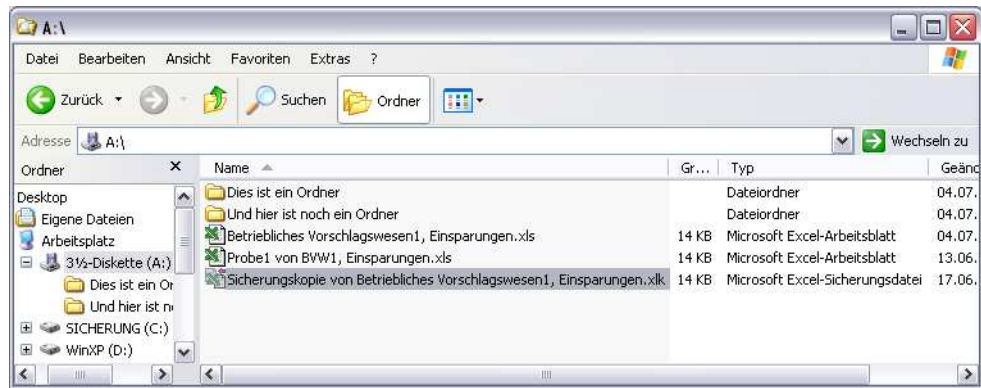 A:\
Datei Bearbeiten Ansicht Favoriten Extras ?
Zurück Suchen Ordner
Adresse A:\ Wechseln zu
Ordner X Name Gr... Typ Geänd
Desktop
Eigene Dateien
Arbeitsplatz
3½-Diskette (A:)
Dies ist ein Or
Und hier ist n
SICHERUNG (C:)
WinXP (D:)
Dies ist ein Ordner Dateiordner 04.07.
Und hier ist noch ein Ordner Dateiordner 04.07.
Betriebliches Vorschlagswesen1, Einsparungen.xls 14 KB Microsoft Excel-Arbeitsblatt 04.07.
Probe1 von BVW1, Einsparungen.xls 14 KB Microsoft Excel-Arbeitsblatt 13.06.
Sicherungskopie von Betriebliches Vorschlagswesen1, Einsparungen.xlk 14 KB Microsoft Excel-Sicherungsdatei 17.06.